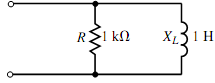 R 1 kΩ X_L 1 H